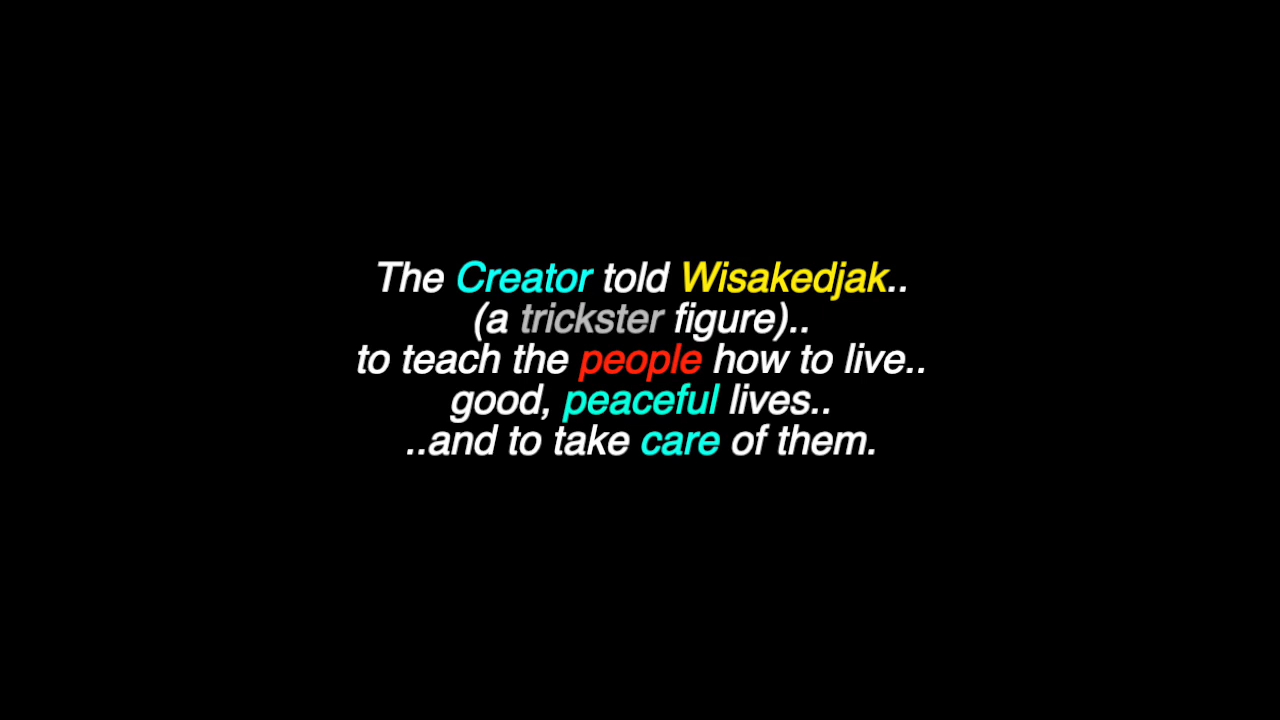 The Creator told Wisakedjak..
(a trickster figure)..
to teach the people how to live..
good, peaceful lives..
..and to take care of them.